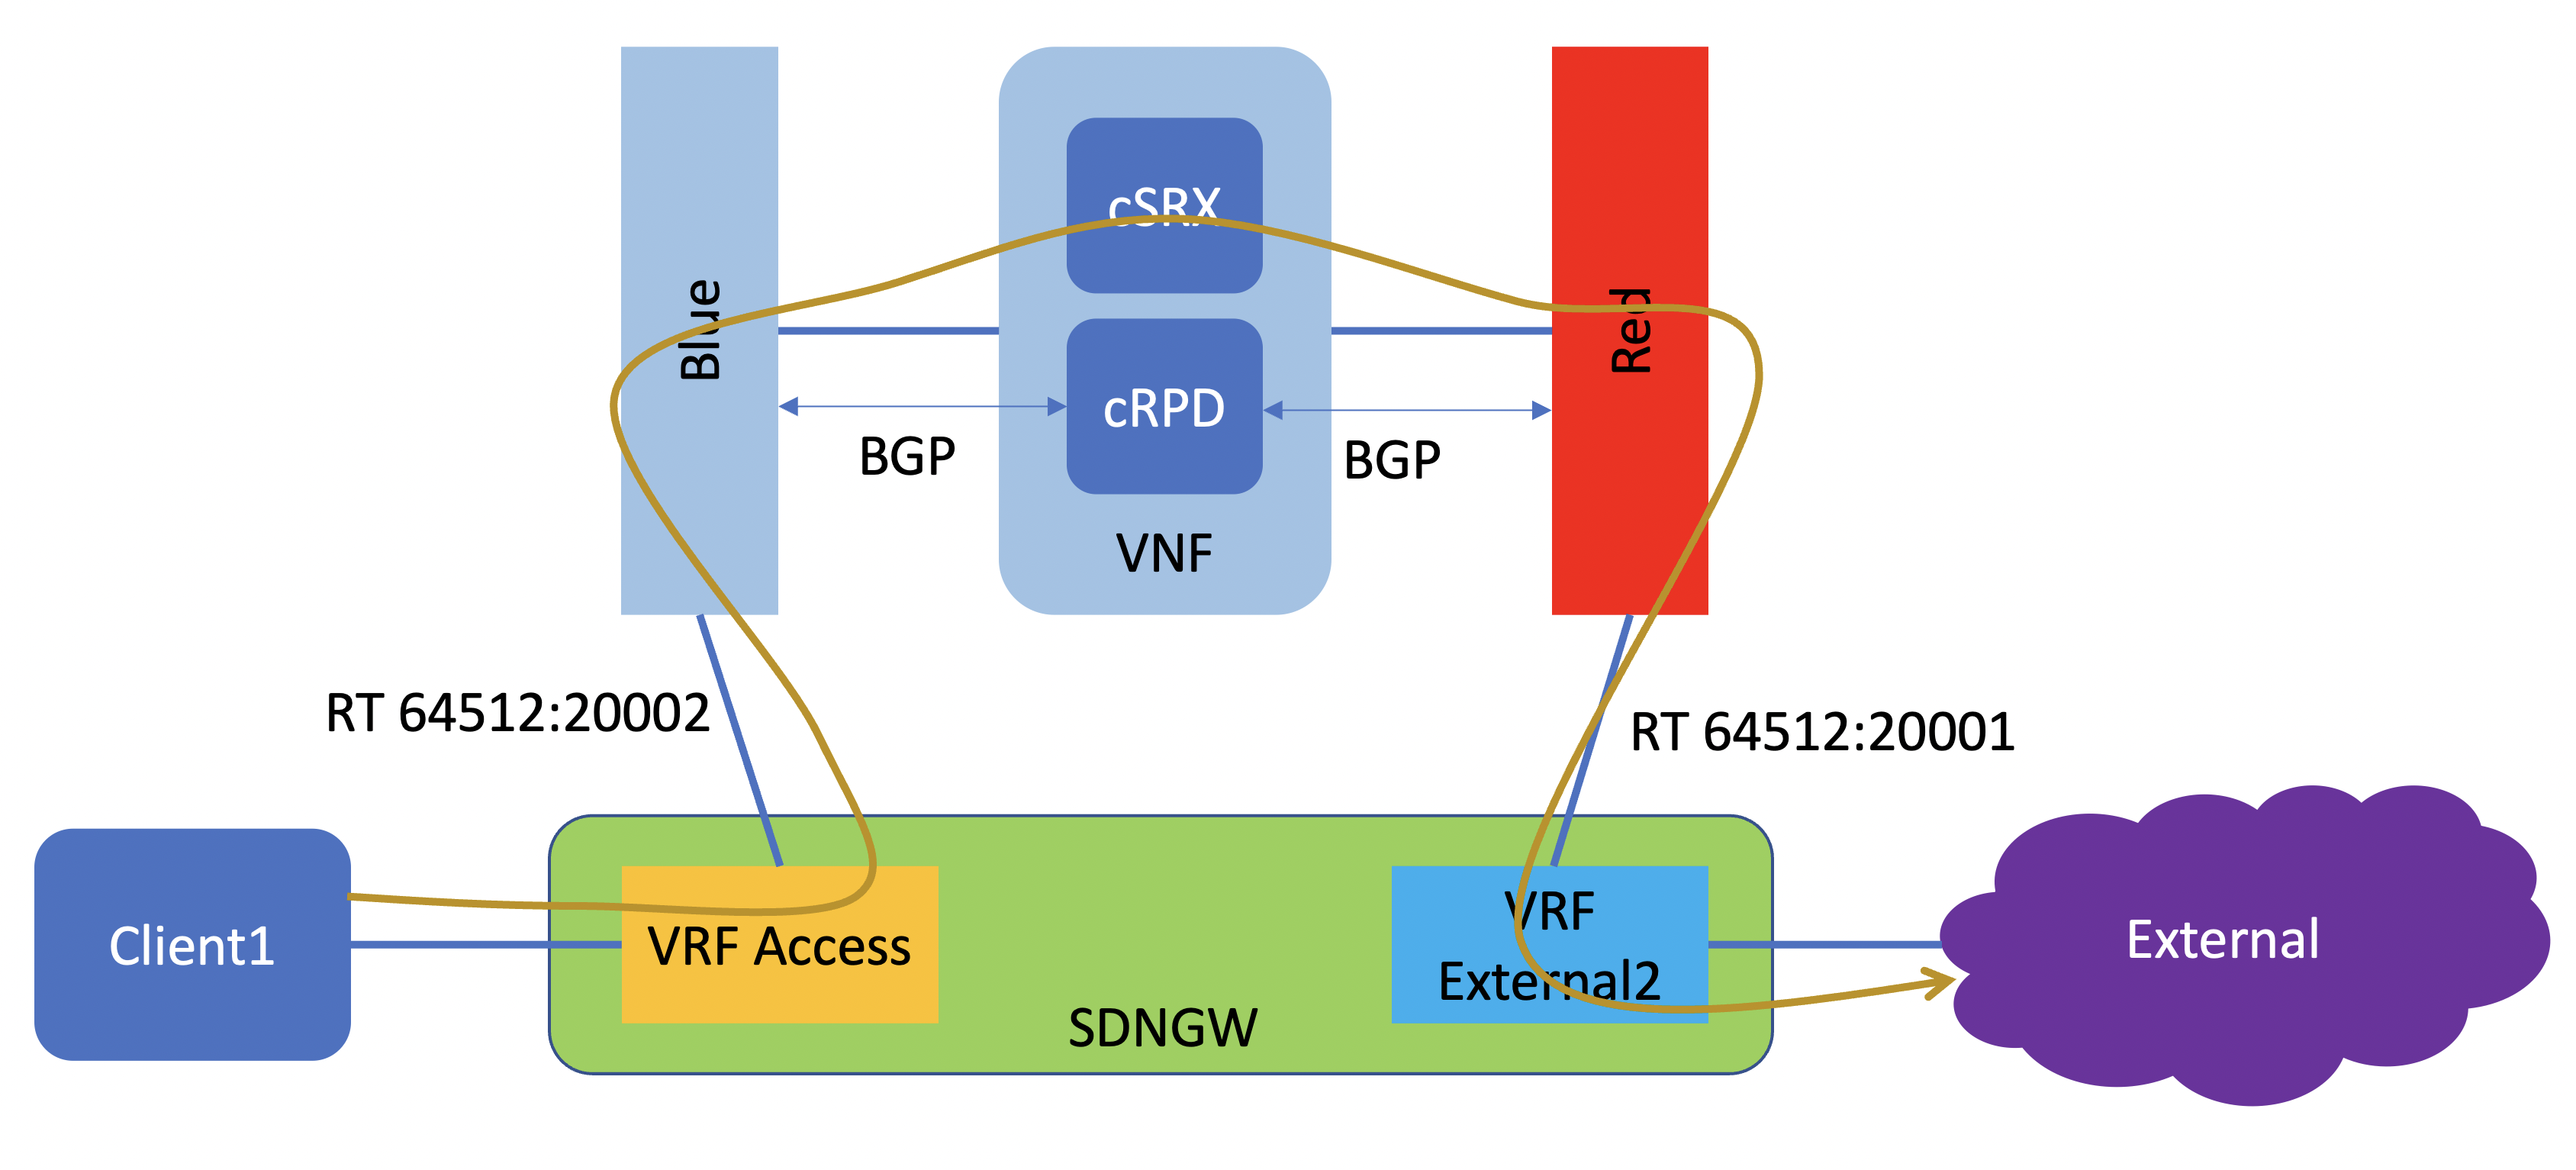 cSRX
Blue
Red
cRPD
BGP
BGP
VNF
RT 64512:20002
RT 64512:20001
Client1
VRF Access
VRF
External2
External
SDNGW